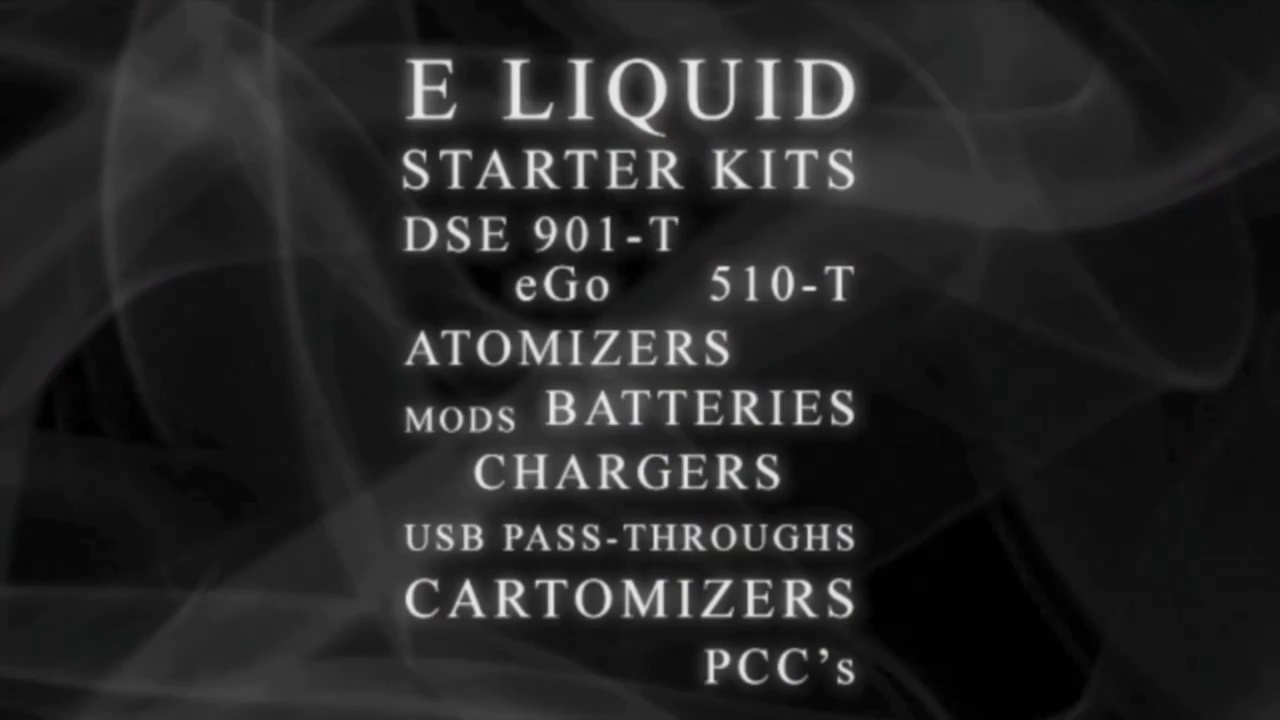 E LIQUID
STARTER KITS
DSE 901-T
eGo 510-T
ATOMIZERS
MODS BATTERIES
CHARGERS
USB PASS-THROUGHS
CARTOMIZERS
PCC’s